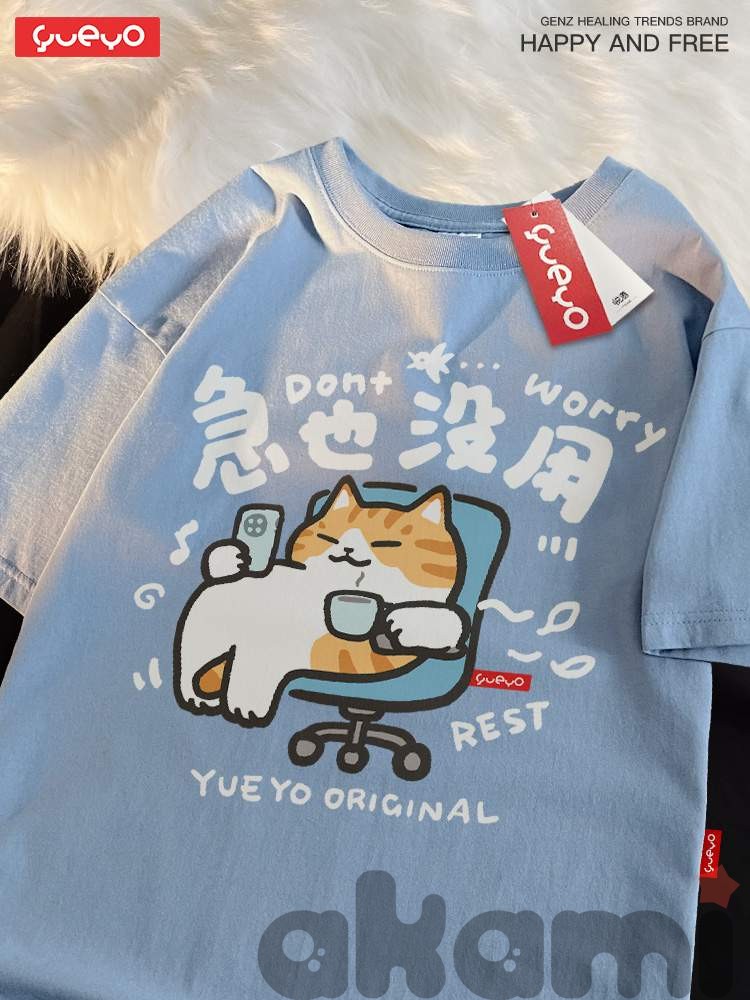 yueyo
GENZ HEALING TRENDS BRAND
HAPPY AND FREE
yueyo
Dont ... worry
急也没用
yueyo
REST
YUEYO ORIGINAL
yueyo
akami